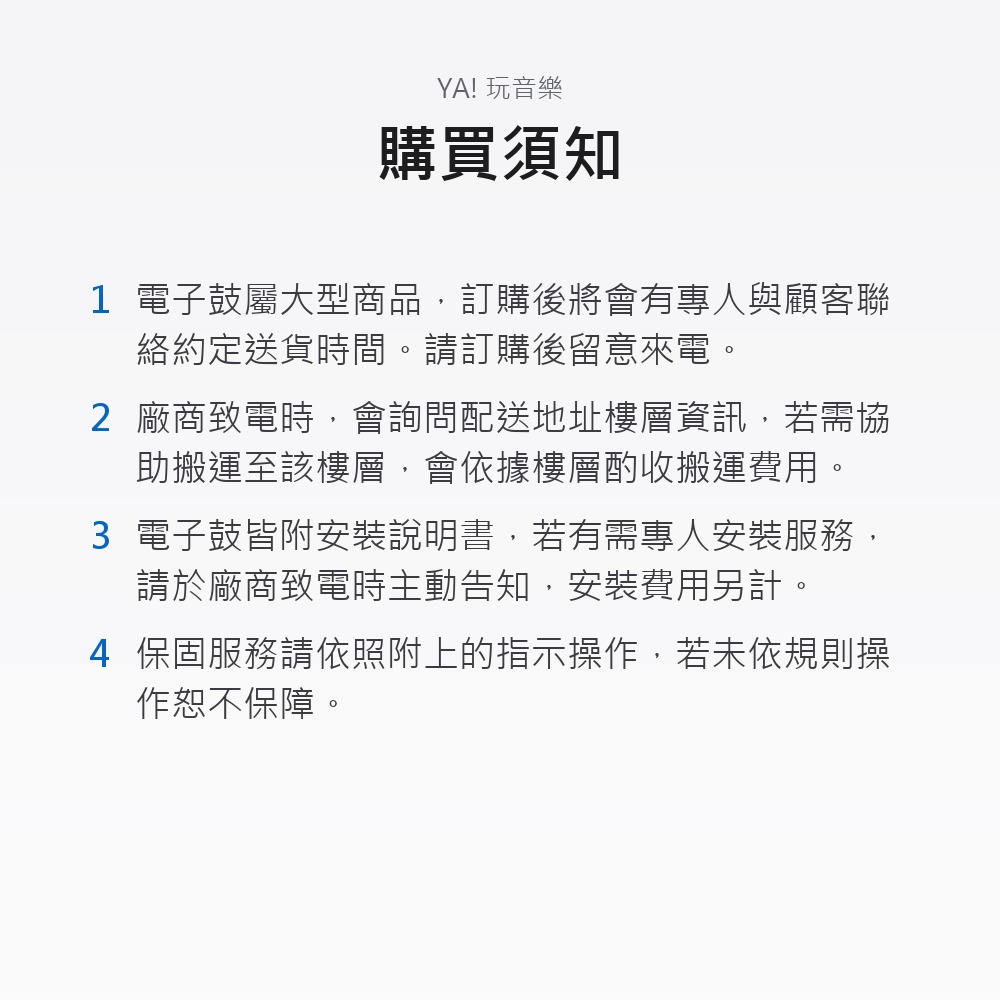 YA! 玩音樂
購買須知
1 電子鼓屬大型商品，訂購後將會有專人與顧客聯
絡約定送貨時間。請訂購後留意來電。
2 廠商致電時，會詢問配送地址樓層資訊，若需協
助搬運至該樓層，會依據樓層酌收搬運費用。
3 電子鼓皆附安裝說明書，若有需專人安裝服務，
請於廠商致電時主動告知，安裝費用另計。
4 保固服務請依照附上的指示操作，若未依規則操
作恕不保障。